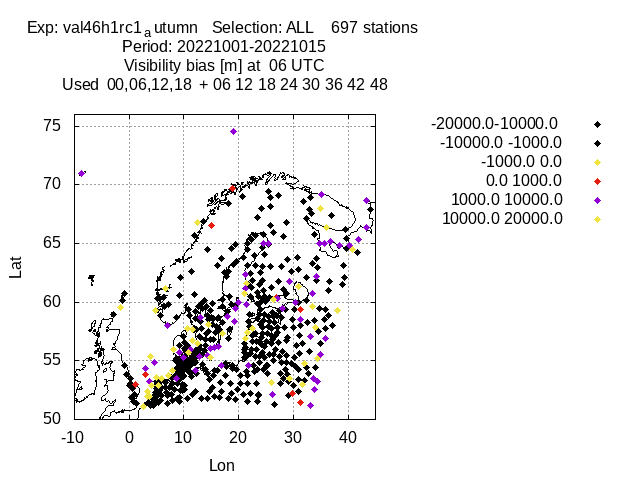 Exp: val46h1rc1autumn   Selection: ALL    697 stations
Period: 20221001-20221015
Visibility bias [m] at  06 UTC
Used  00,06,12,18  + 06 12 18 24 30 36 42 48
-20000.0-10000.0
-10000.0 -1000.0
-1000.0 0.0
0.0 1000.0
1000.0 10000.0
10000.0 20000.0
75
70
65
60
55
50
Lat
-10 0 10 20 30 40
Lon